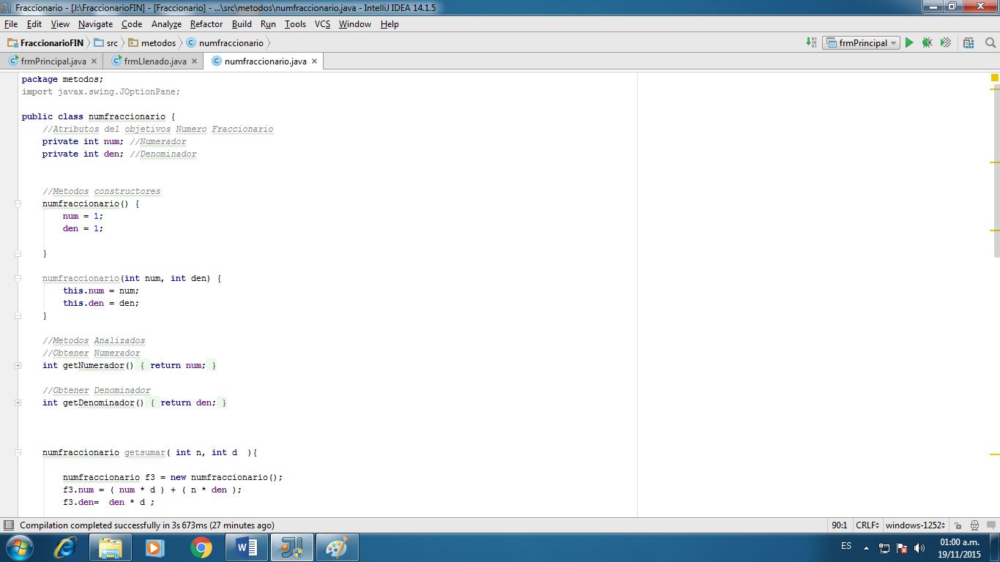 Fraccionario - [J:\FraccionarioFIN] - [Fraccionario] - ...\src\metodos\numfraccionario.java - IntelliJ IDEA 14.1.5
File Edit View Navigate Code Analyze Refactor Build Run Tools VCS Window Help
FraccionarioFIN src metodos numfraccionario frmPrincipal
frmPrincipal.java frmLlenado.java numfraccionario.java
package metodos;
import javax.swing.JOptionPane;
public class numfraccionario {
//Atributos del objetivos Numero Fraccionario
private int num; //Numerador
private int den; //Denominador
//Metodos constructores
numfraccionario() {
num = 1;
den = 1;
}
numfraccionario(int num, int den) {
this.num = num;
this.den = den;
}
//Metodos Analizados
//Obtener Numerador
int getNumerador() { return num; }
//Obtener Denominador
int getDenominador() { return den; }
numfraccionario getsumar( int n, int d  ){
numfraccionario f3 = new numfraccionario();
f3.num = ( num * d ) + ( n * den );
f3.den=  den * d ;
Compilation completed successfully in 3s 673ms (27 minutes ago) 90:1 CRLF windows-1252
ES 01:00 a.m.
19/11/2015